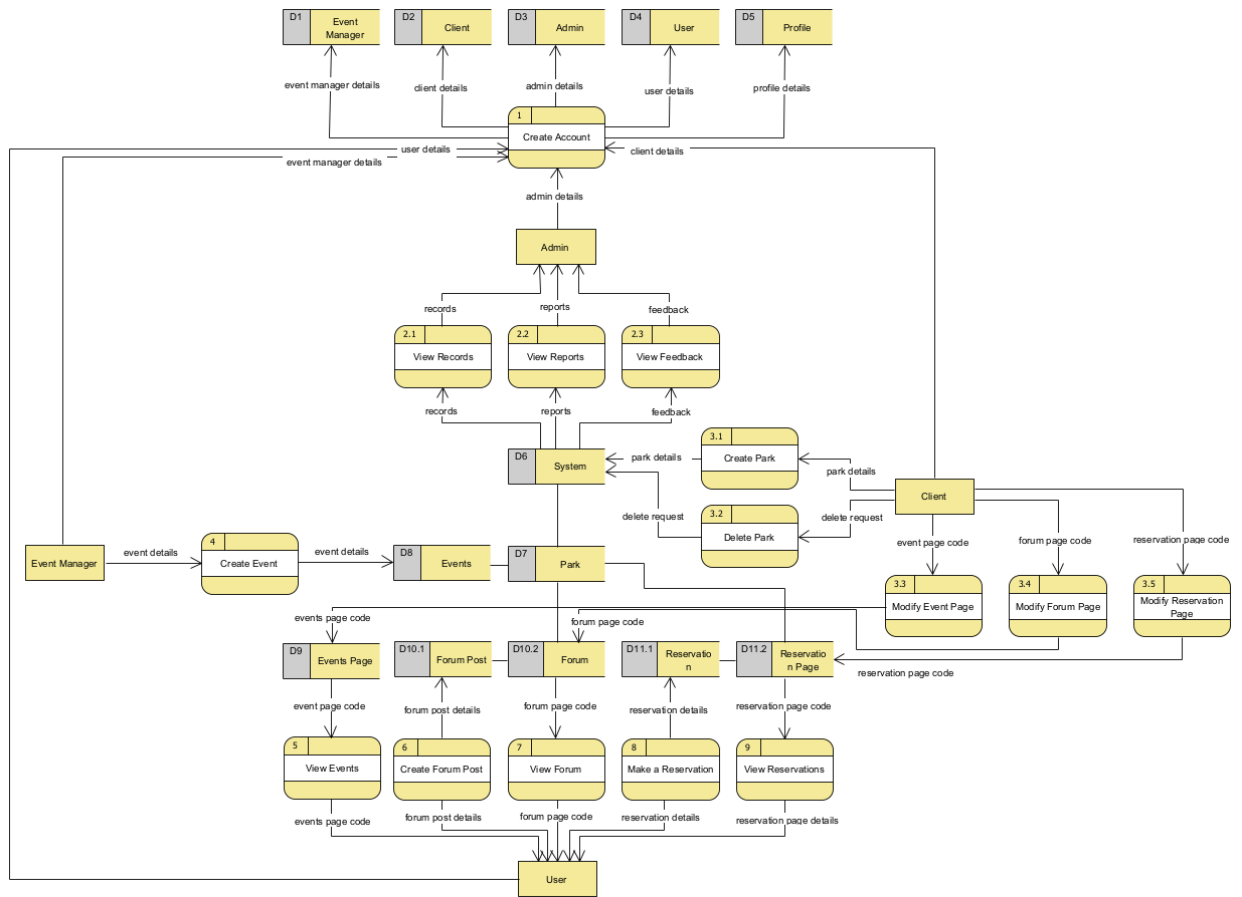 D1
Event
Manager
D2
Client
D3
Admin
D4
User
D5
Profile
event manager details
client details
admin details
user details
profile details
1
Create Account
user details
event manager details
client details
admin details
Admin
records
reports
feedback
2.1
View Records
2.2
View Reports
2.3
View Feedback
records
reports
feedback
D6
System
park details
3.1
Create Park
park details
Client
delete request
3.2
Delete Park
delete request
event page code
forum page code
reservation page code
Event Manager
event details
4
Create Event
event details
D8
Events
D7
Park
3.3
Modify Event Page
3.4
Modify Forum Page
3.5
Modify Reservation
Page
events page code
forum page code
D9
Events Page
D10.1
Forum Post
D10.2
Forum
D11.1
Reservatio
n
D11.2
Reservatio
n Page
reservation page code
event page code
forum post details
forum page code
reservation details
reservation page code
5
View Events
6
Create Forum Post
7
View Forum
8
Make a Reservation
9
View Reservations
events page code
forum post details
forum page code
reservation details
reservation page details
User